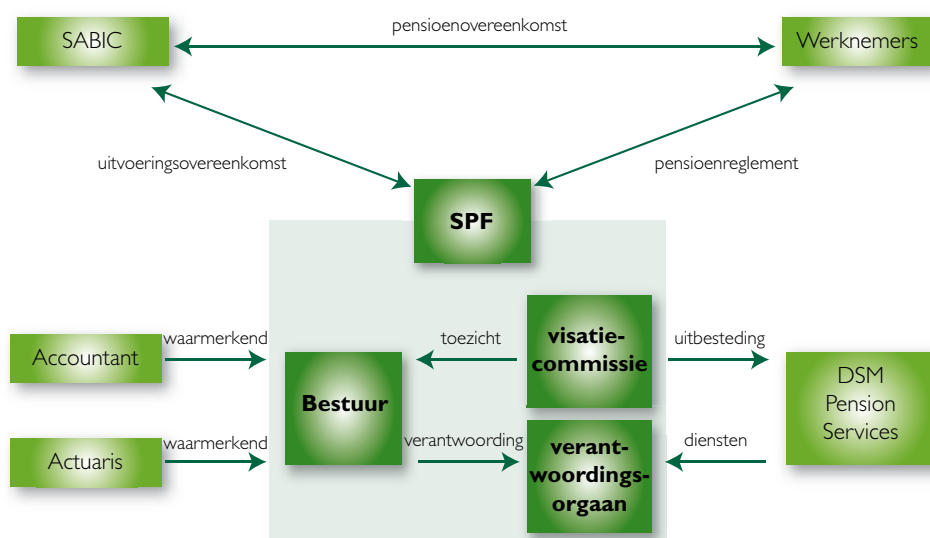 pensioenovereenkomst
SABIC
Werknemers
uitvoeringsovereenkomst
pensioenreglement
SPF
waarmerkend
toezicht
visatie-
commissie
uitbesteding
Accountant
Bestuur
DSM
Pension
Services
waarmerkend
verantwoording
verant-
woordings-
orgaan
diensten
Actuaris